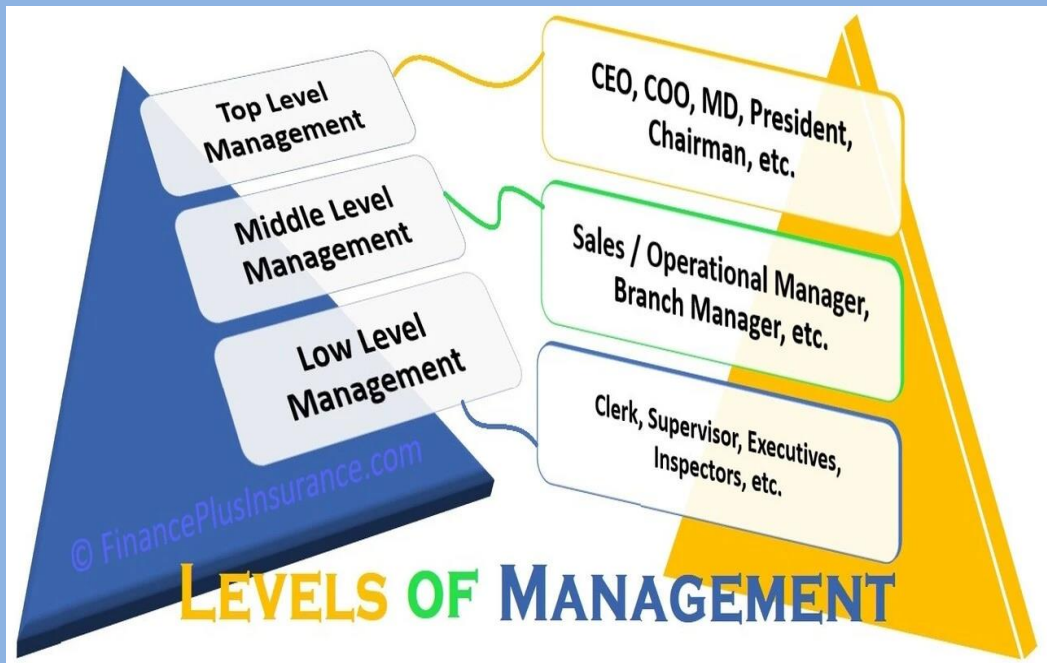 Top Level
Management
CEO, COO, MD, President,
Chairman, etc.
Middle Level
Management
Sales / Operational Manager,
Branch Manager, etc.
Low Level
Management
Clerk, Supervisor, Executives,
Inspectors, etc.
© FinancePlusInsurance.com
LEVELS OF MANAGEMENT